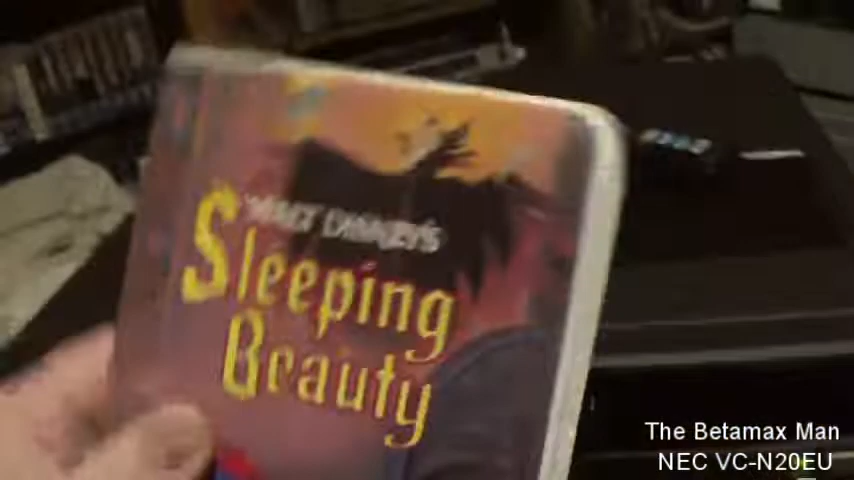 WALT DISNEY'S
Sleeping
Beauty
The Betamax Man
NEC VC-N20EU